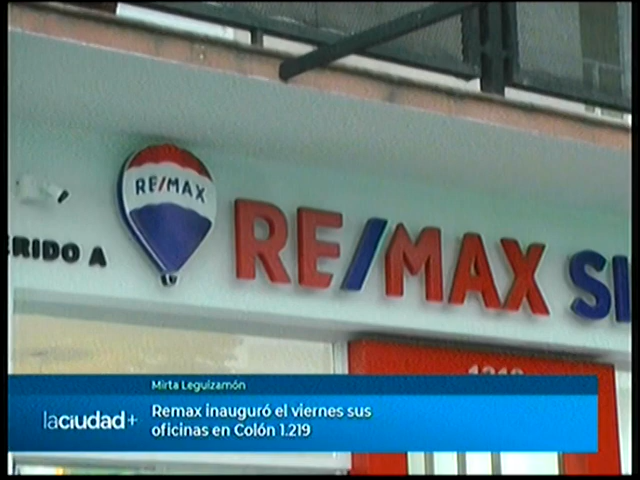 RE/MAX
RE/MAX
ERIDO A
Mirta Leguizamón
laciudad+
Remax inauguró el viernes sus
oficinas en Colón 1.219